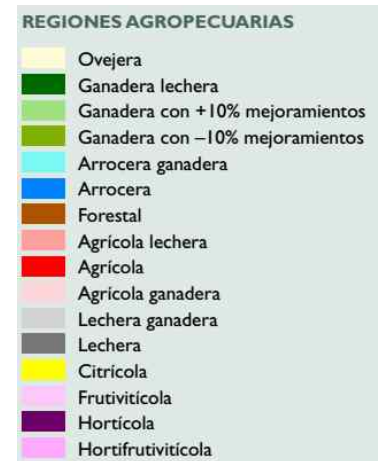 REGIONES AGROPECUARIAS
Ovejera
Ganadera lechera
Ganadera con +10% mejoramientos
Ganadera con –10% mejoramientos
Arrocera ganadera
Arrocera
Forestal
Agrícola lechera
Agrícola
Agrícola ganadera
Lechera ganadera
Lechera
Citrícola
Frutivitícola
Hortícola
Hortifrutivitícola